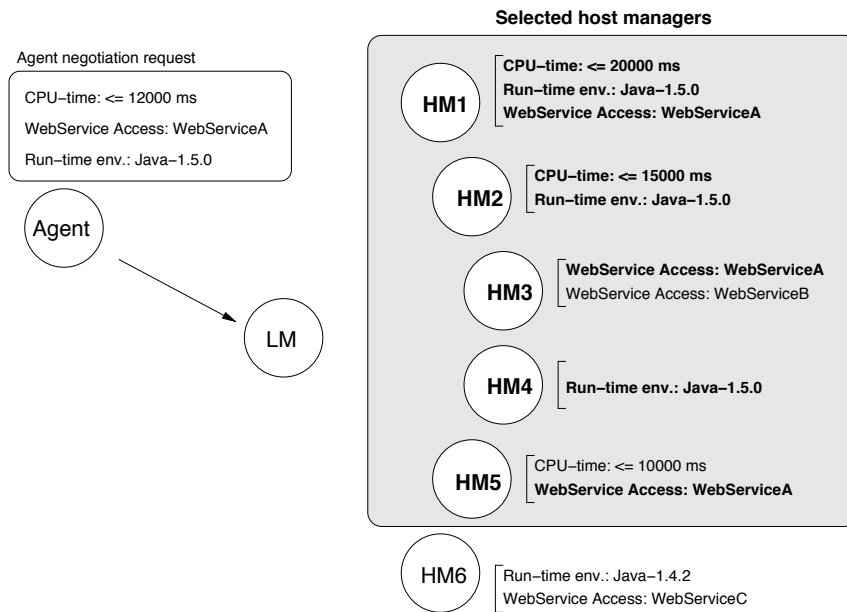 Selected host managers
Agent negotiation request
CPU−time: <= 12000 ms
WebService Access: WebServiceA
Run−time env.: Java−1.5.0
Agent
LM
HM1
CPU−time: <= 20000 ms
Run−time env.: Java−1.5.0
WebService Access: WebServiceA
HM2
CPU−time: <= 15000 ms
Run−time env.: Java−1.5.0
HM3
WebService Access: WebServiceA
WebService Access: WebServiceB
HM4
Run−time env.: Java−1.5.0
HM5
CPU−time: <= 10000 ms
WebService Access: WebServiceA
HM6
Run−time env.: Java−1.4.2
WebService Access: WebServiceC